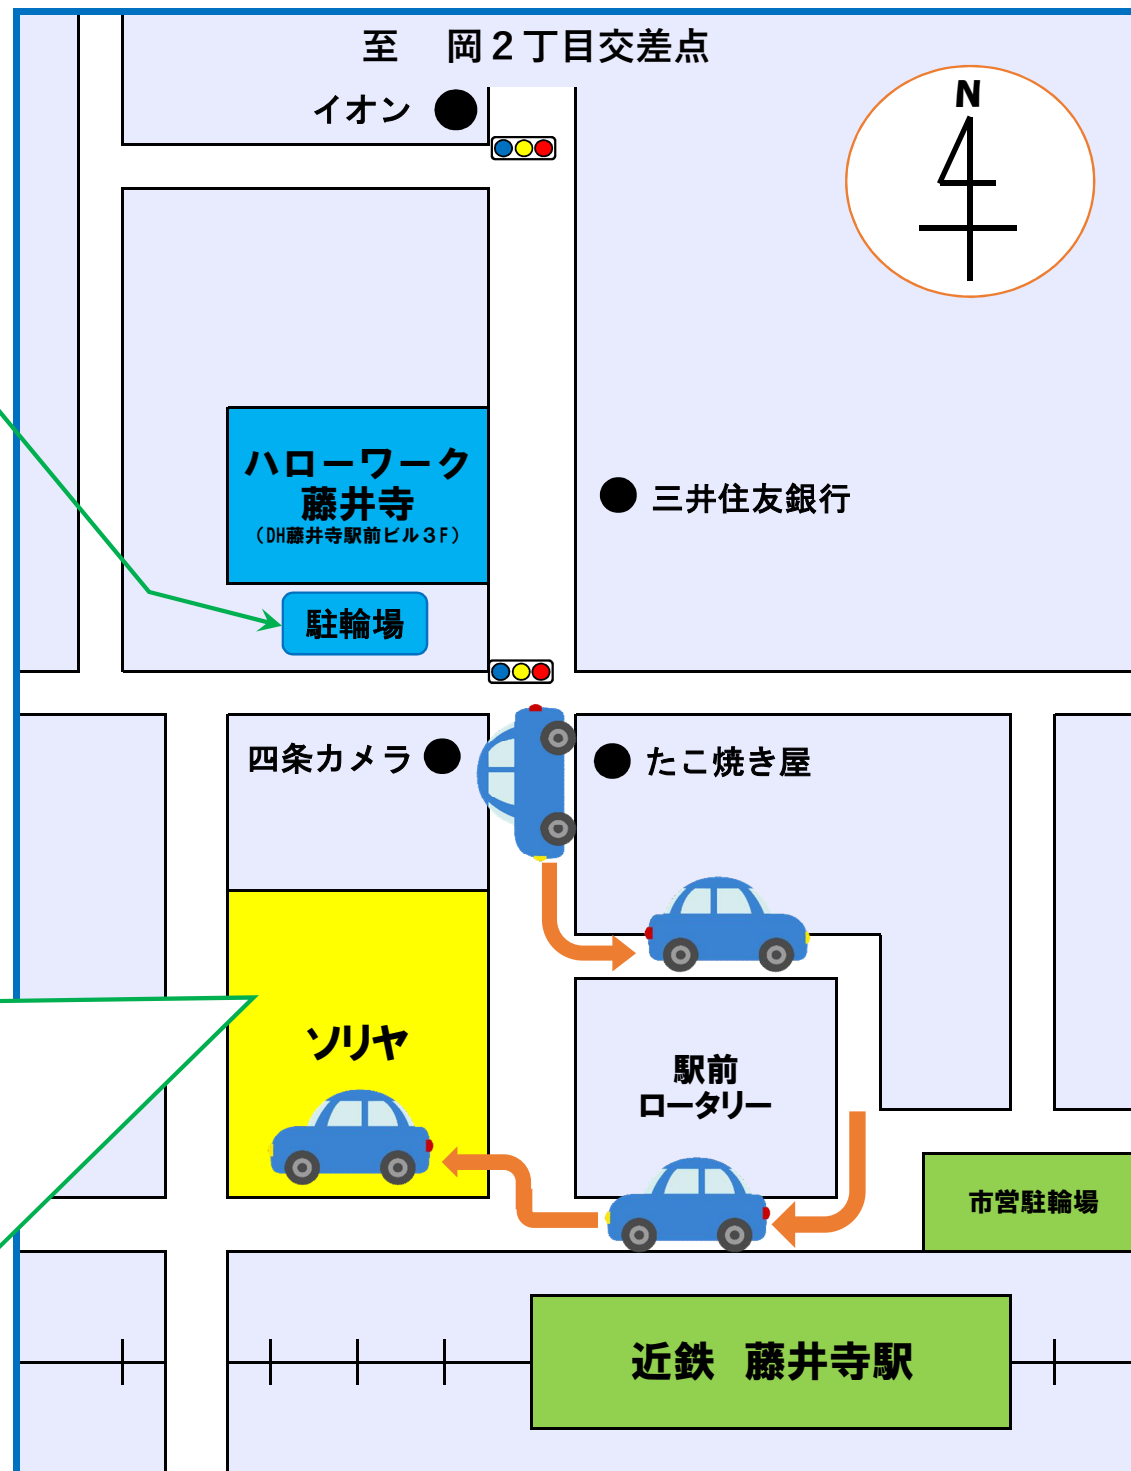 至　岡２丁目交差点
イオン
N
ハローワーク
藤井寺
（DH藤井寺駅前ビル３F）
三井住友銀行
駐輪場
四条カメラ
たこ焼き屋
ソリヤ
駅前
ロータリー
市営駐輪場
近鉄　藤井寺駅